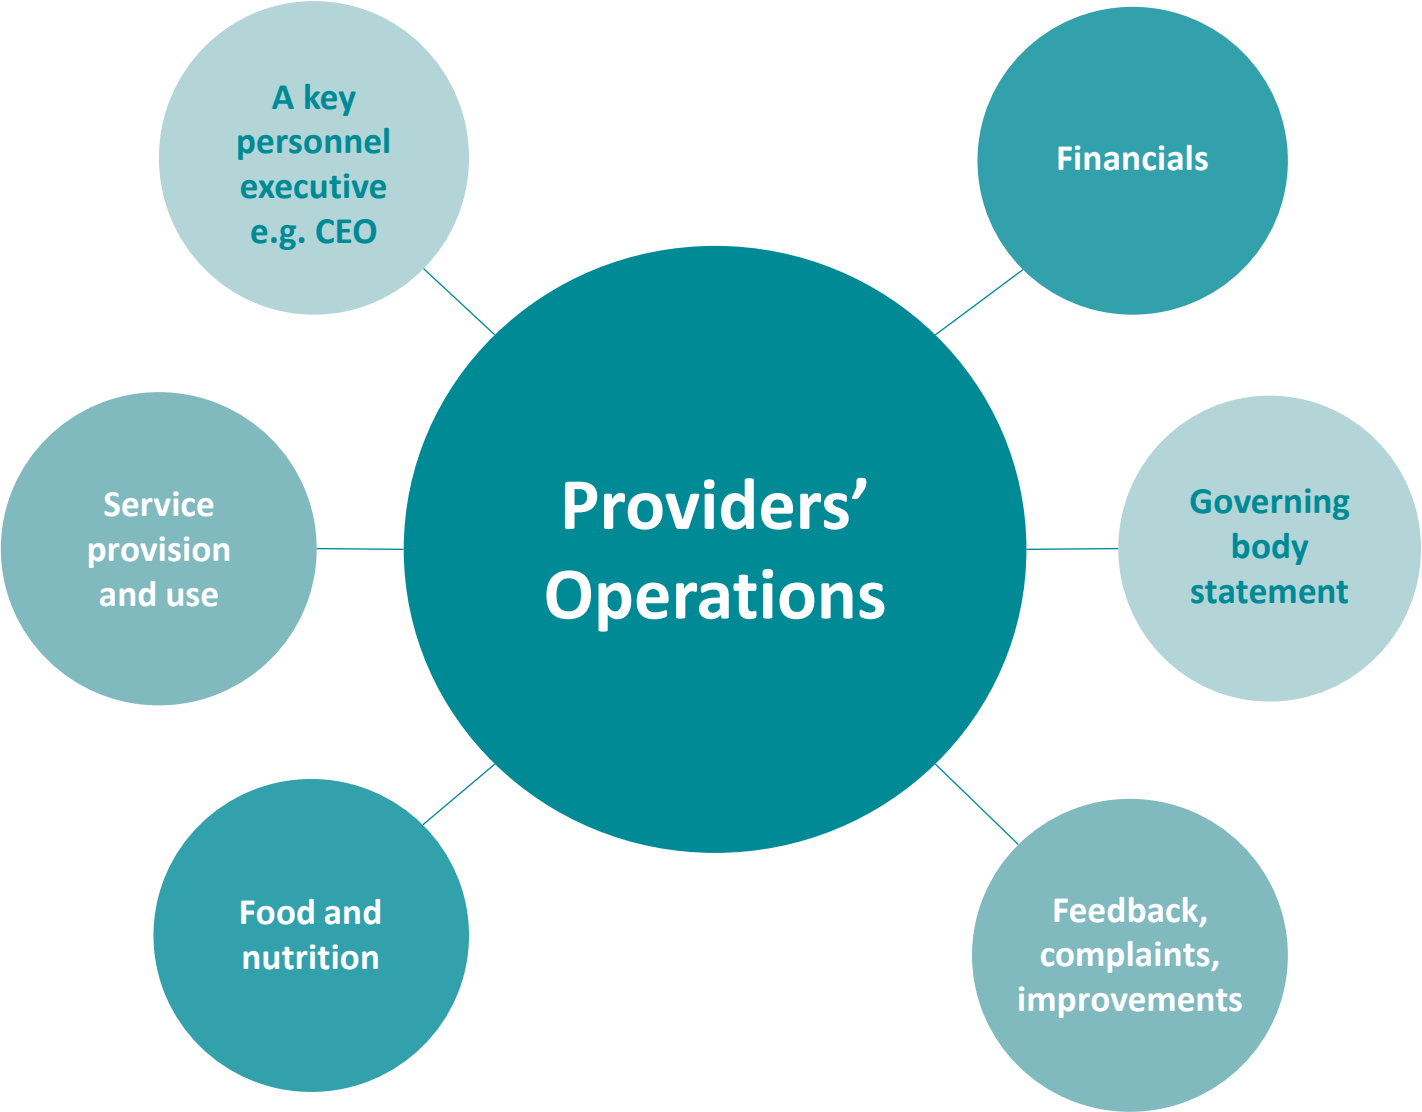 A key
personnel
executive
e.g. CEO
Financials
Service
provision
and use
Providers’
Operations
Governing
body
statement
Food and
nutrition
Feedback,
complaints,
improvements